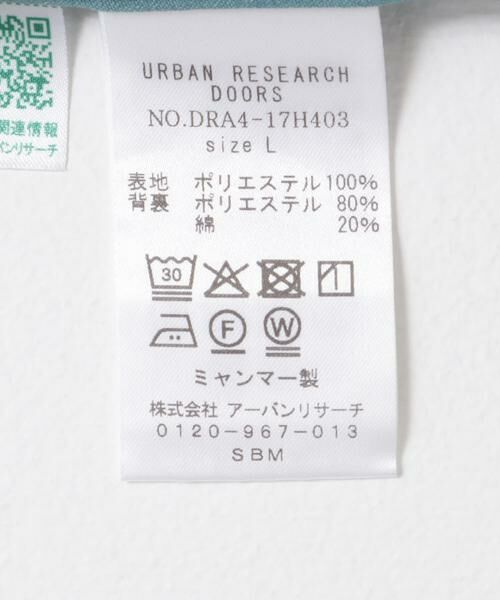 関連情報
バンリサーチ
URBAN RESEARCH
DOORS
NO.DRA4-17H403
size L
表地 ポリエステル 100%
背裏 ポリエステル 80%
綿 20%
30
F W
ミャンマー製
株式会社 アーバンリサーチ
0120-967-013
SBM